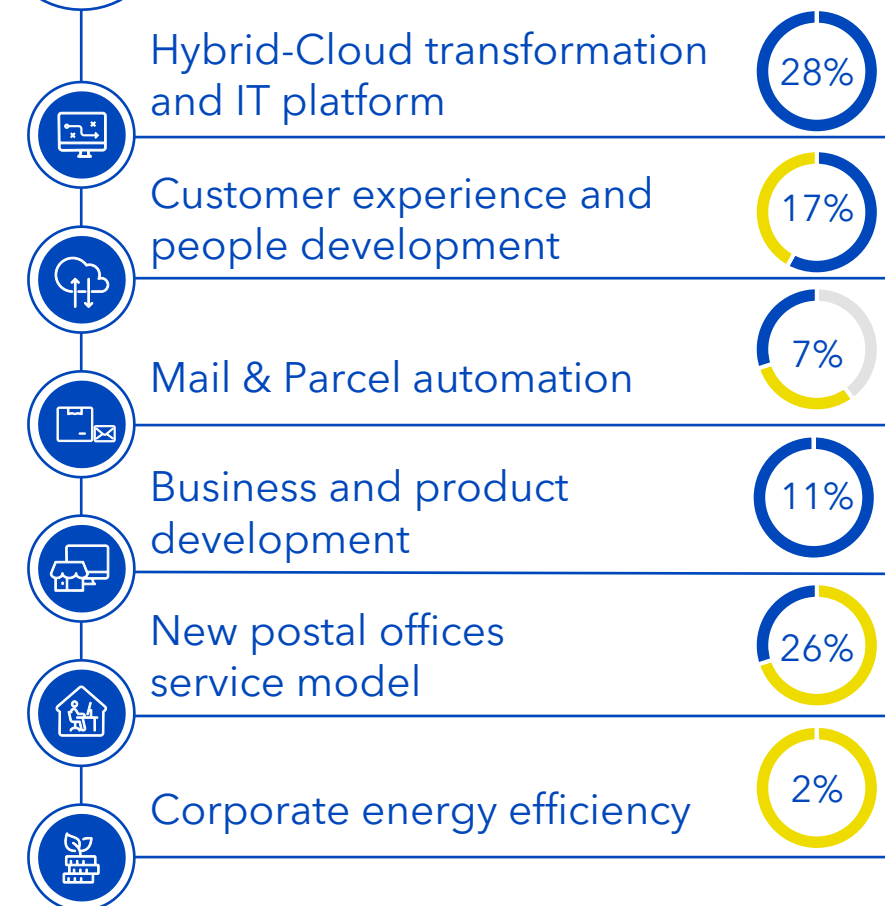 Hybrid-Cloud transformation
and IT platform
28%
Customer experience and
people development
17%
Mail & Parcel automation
7%
Business and product
development
11%
New postal offices
service model
26%
Corporate energy efficiency
2%